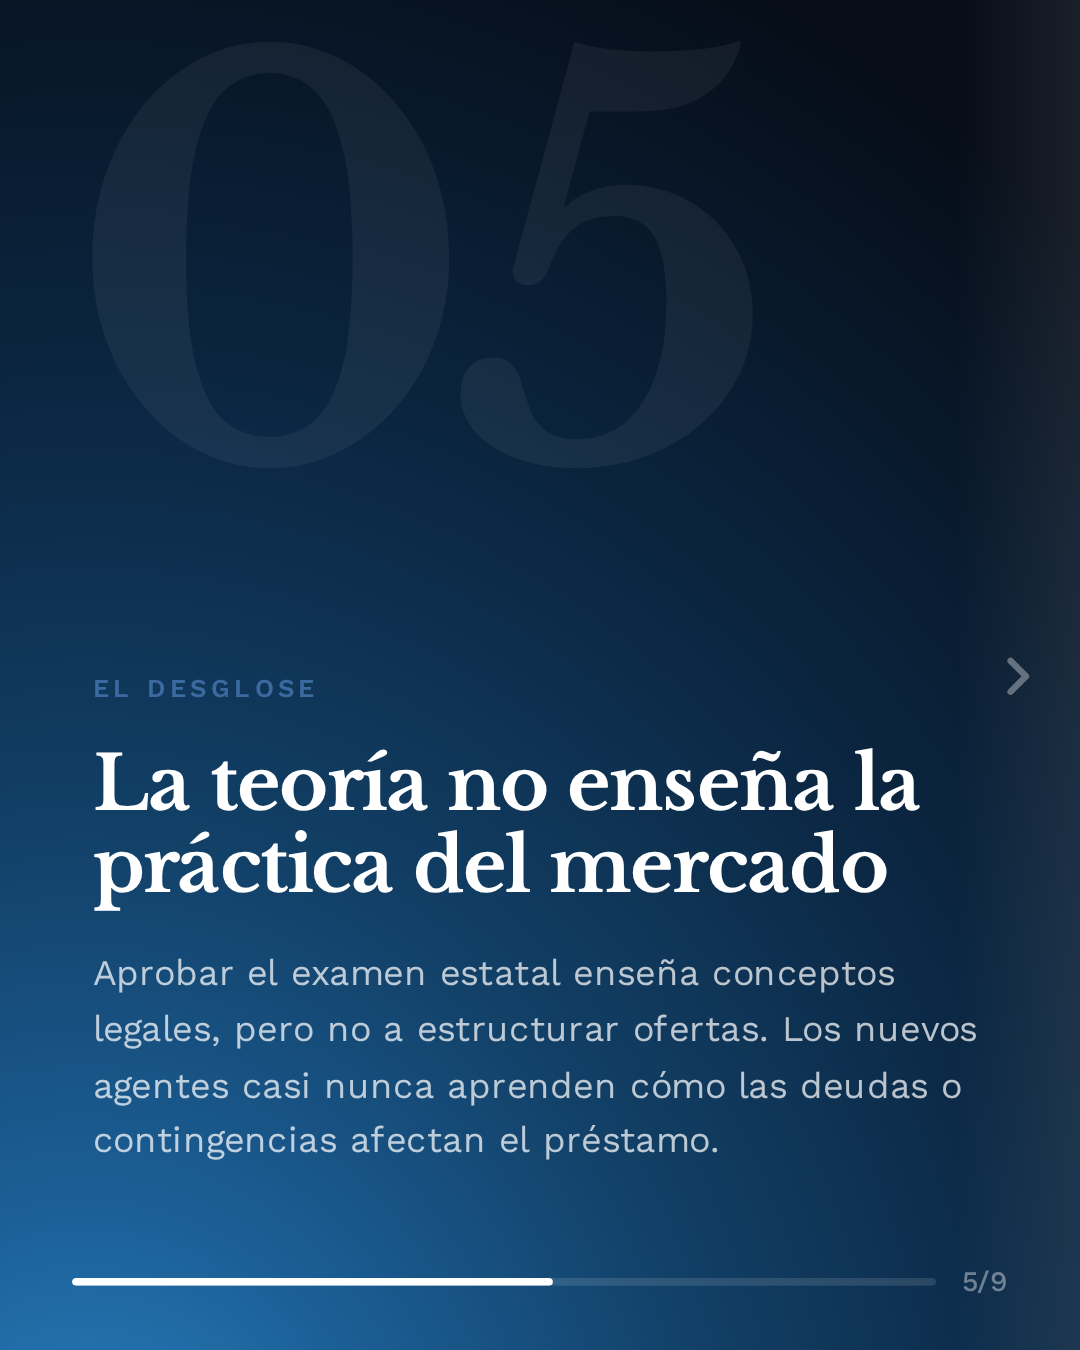 05
EL DESGLOSE
La teoría no enseña la
práctica del mercado
Aprobar el examen estatal enseña conceptos
legales, pero no a estructurar ofertas. Los nuevos
agentes casi nunca aprenden cómo las deudas o
contingencias afectan el préstamo.
5/9